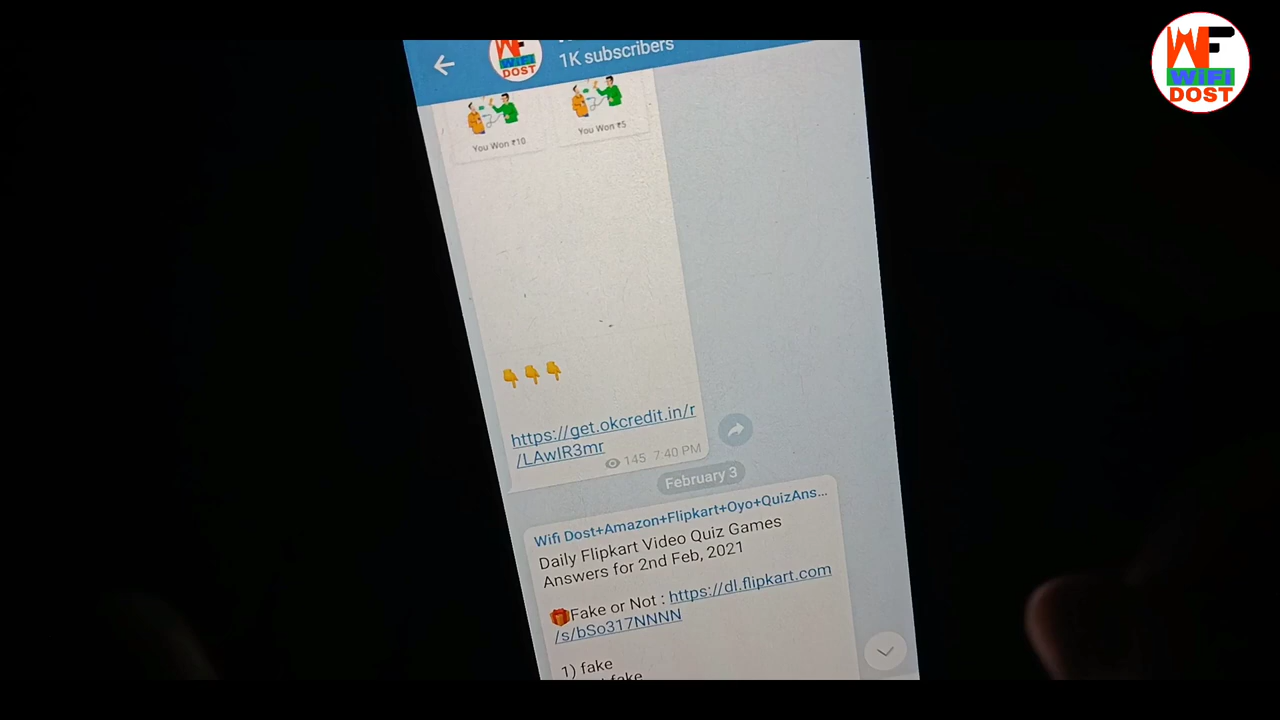 WF
WiFi
DOST
WF
Wifi
DOST
1K subscribers
You Won ₹10
You Won ₹5
👇👇👇
https://get.okcredit.in/r
/LAwIR3mr
145 7:40 PM
February 3
Wifi Dost+Amazon+Flipkart+Oyo+QuizAns...
Daily Flipkart Video Quiz Games
Answers for 2nd Feb, 2021
🎁Fake or Not : https://dl.flipkart.com
/s/bSo317NNNN
1) fake
fake